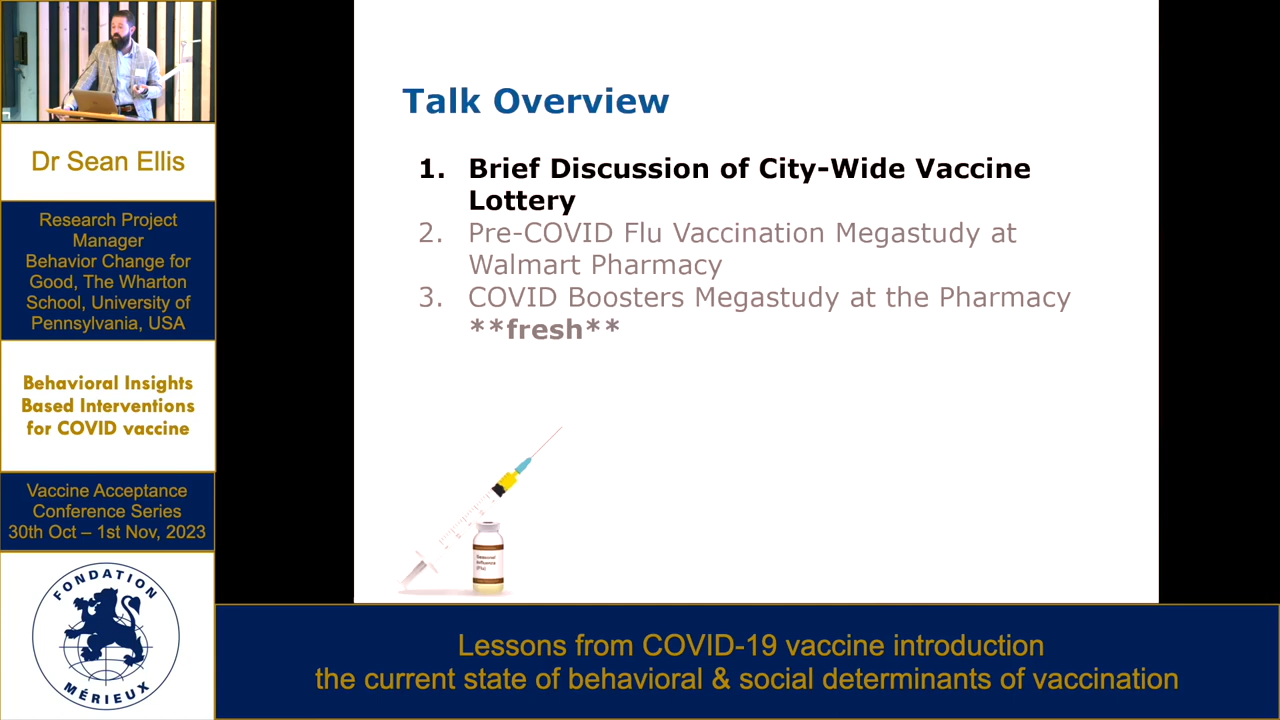 Dr Sean Ellis
Research Project
Manager
Behavior Change for
Good, The Wharton
School, University of
Pennsylvania, USA
Behavioral Insights
Based Interventions
for COVID vaccine
Vaccine Acceptance
Conference Series
30th Oct – 1st Nov, 2023
FONDATION
MÉRIEUX
Talk Overview
1. Brief Discussion of City-Wide Vaccine
Lottery
2. Pre-COVID Flu Vaccination Megastudy at
Walmart Pharmacy
3. COVID Boosters Megastudy at the Pharmacy
**fresh**
Seasonal
Influenza
(Flu)
Lessons from COVID-19 vaccine introduction
the current state of behavioral & social determinants of vaccination